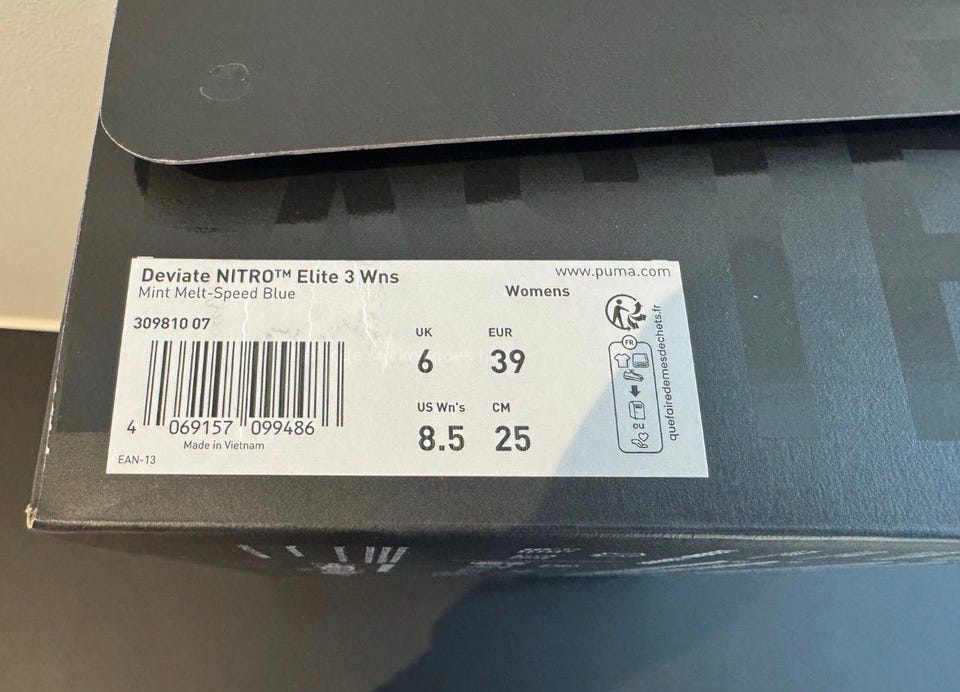 Deviate NITRO™ Elite 3 Wns
Mint Melt-Speed Blue
www.puma.com
Womens
309810 07
UK EUR
6 39
US Wn's CM
8.5 25
4 069157 099486
Made in Vietnam
EAN-13
FR
OU
quefairedemesdechets.fr